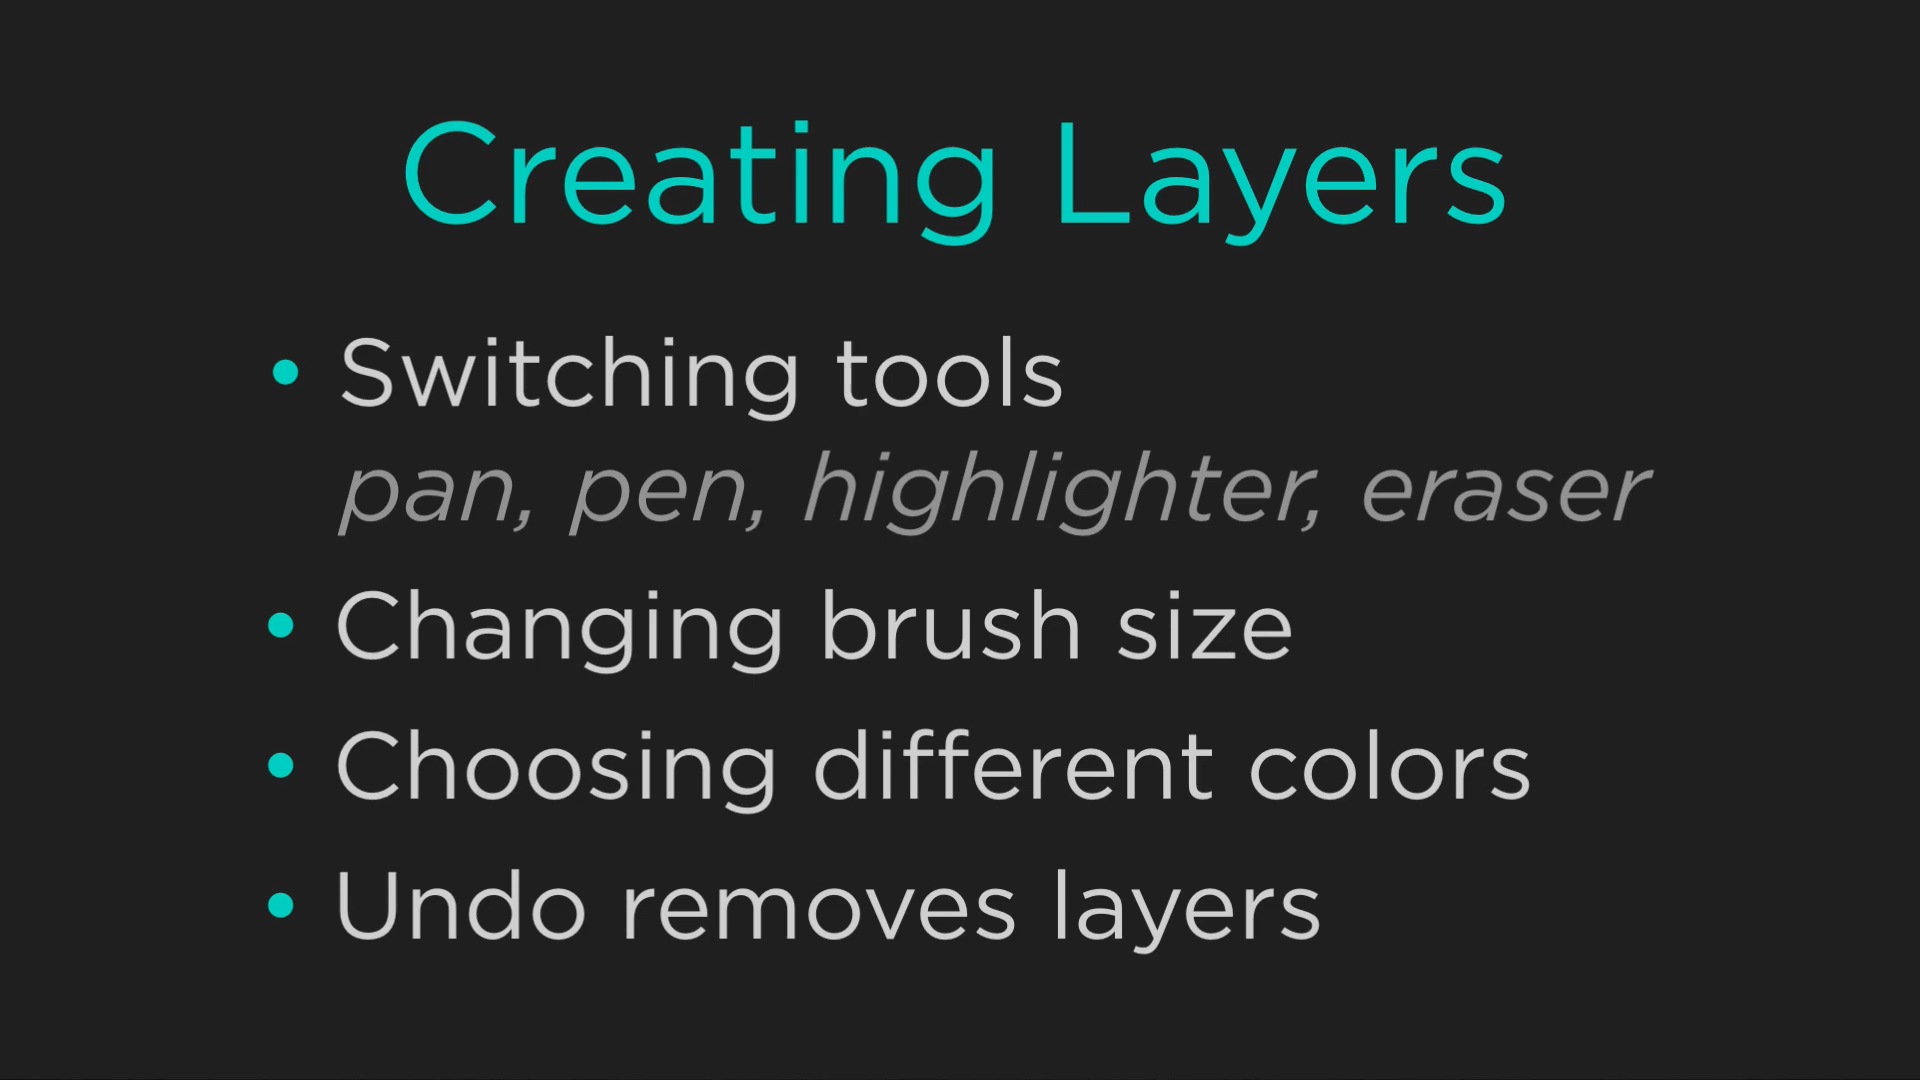 Creating Layers
• Switching tools
pan, pen, highlighter, eraser
• Changing brush size
• Choosing different colors
• Undo removes layers